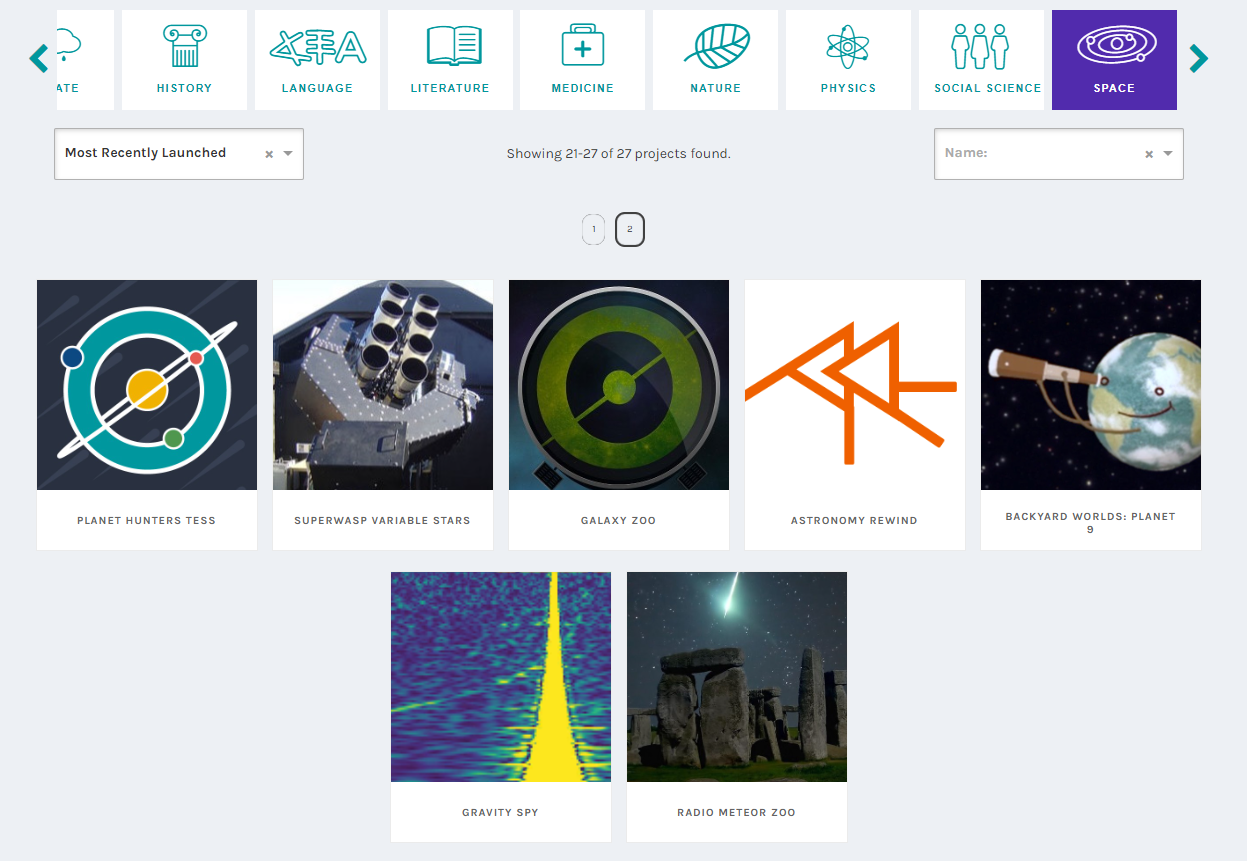 ATE
HISTORY
LANGUAGE
LITERATURE
MEDICINE
NATURE
PHYSICS
SOCIAL SCIENCE
SPACE
Most Recently Launched
Showing 21-27 of 27 projects found.
Name:
1
2
PLANET HUNTERS TESS
SUPERWASP VARIABLE STARS
GALAXY ZOO
ASTRONOMY REWIND
BACKYARD WORLDS: PLANET
9
GRAVITY SPY
RADIO METEOR ZOO